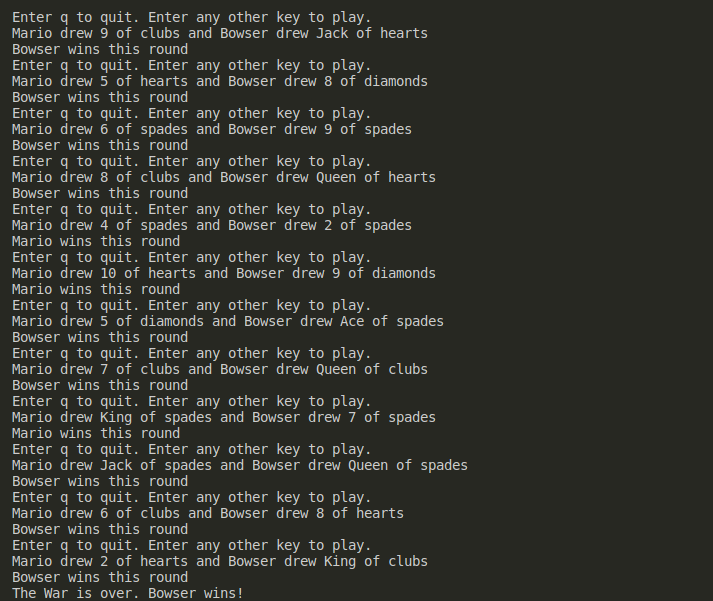 Enter q to quit. Enter any other key to play.
Mario drew 9 of clubs and Bowser drew Jack of hearts
Bowser wins this round
Enter q to quit. Enter any other key to play.
Mario drew 5 of hearts and Bowser drew 8 of diamonds
Bowser wins this round
Enter q to quit. Enter any other key to play.
Mario drew 6 of spades and Bowser drew 9 of spades
Bowser wins this round
Enter q to quit. Enter any other key to play.
Mario drew 8 of clubs and Bowser drew Queen of hearts
Bowser wins this round
Enter q to quit. Enter any other key to play.
Mario drew 4 of spades and Bowser drew 2 of spades
Mario wins this round
Enter q to quit. Enter any other key to play.
Mario drew 10 of hearts and Bowser drew 9 of diamonds
Mario wins this round
Enter q to quit. Enter any other key to play.
Mario drew 5 of diamonds and Bowser drew Ace of spades
Bowser wins this round
Enter q to quit. Enter any other key to play.
Mario drew 7 of clubs and Bowser drew Queen of clubs
Bowser wins this round
Enter q to quit. Enter any other key to play.
Mario drew King of spades and Bowser drew 7 of spades
Mario wins this round
Enter q to quit. Enter any other key to play.
Mario drew Jack of spades and Bowser drew Queen of spades
Bowser wins this round
Enter q to quit. Enter any other key to play.
Mario drew 6 of clubs and Bowser drew 8 of hearts
Bowser wins this round
Enter q to quit. Enter any other key to play.
Mario drew 2 of hearts and Bowser drew King of clubs
Bowser wins this round
The War is over. Bowser wins!